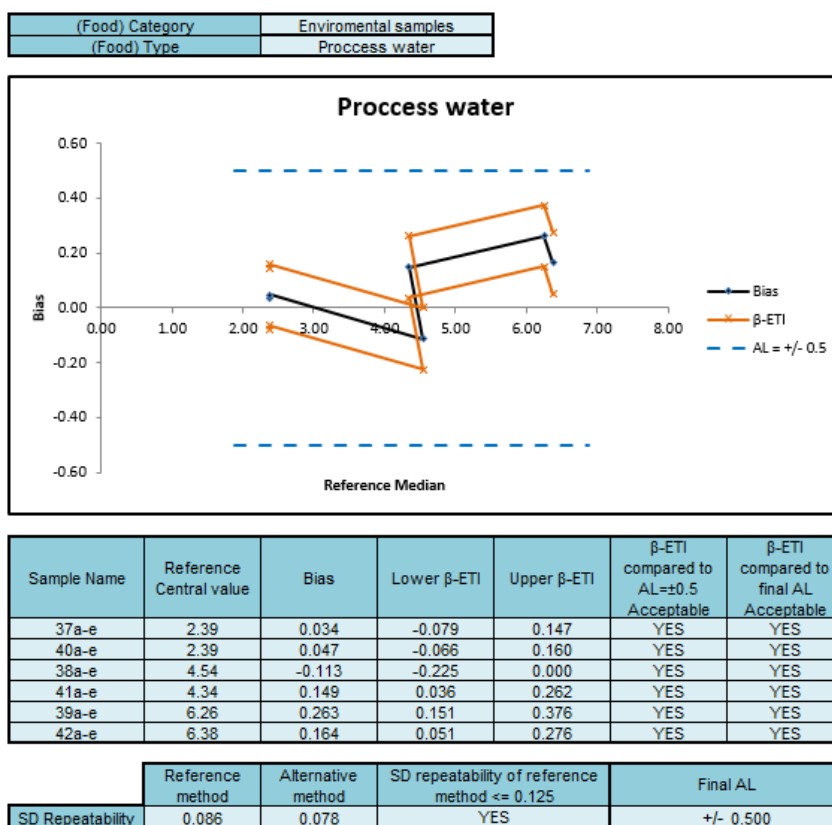 (Food) Category Enviromental samples
(Food) Type Proccess water
Proccess water
0.60
0.40
0.20
0.00
-0.20
-0.40
-0.60
Bias
0.00 1.00 2.00 3.00 4.00 5.00 6.00 7.00 8.00
Reference Median
Bias
β-ETI
AL = +/- 0.5
Sample Name Reference Central value Bias Lower β-ETI Upper β-ETI β-ETI compared to AL=±0.5 Acceptable β-ETI compared to final AL Acceptable
37a-e 2.39 0.034 -0.079 0.147 YES YES
40a-e 2.39 0.047 -0.066 0.160 YES YES
38a-e 4.54 -0.113 -0.225 0.000 YES YES
41a-e 4.34 0.149 0.036 0.262 YES YES
39a-e 6.26 0.263 0.151 0.376 YES YES
42a-e 6.38 0.164 0.051 0.276 YES YES
Reference method Alternative method SD repeatability of reference method <= 0.125 Final AL
SD Repeatability 0.086 0.078 YES +/- 0.500